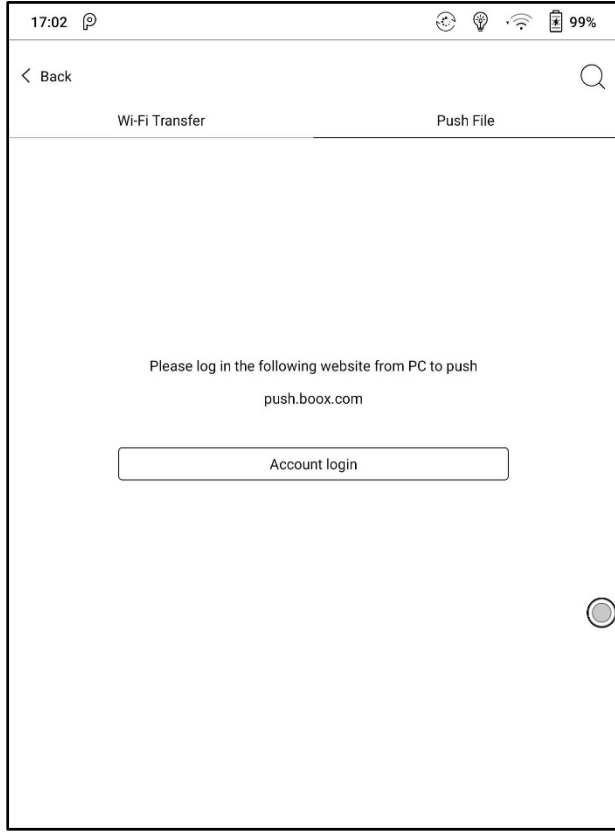 17:02 99%
Back
Wi-Fi Transfer Push File
Please log in the following website from PC to push
push.boox.com
Account login